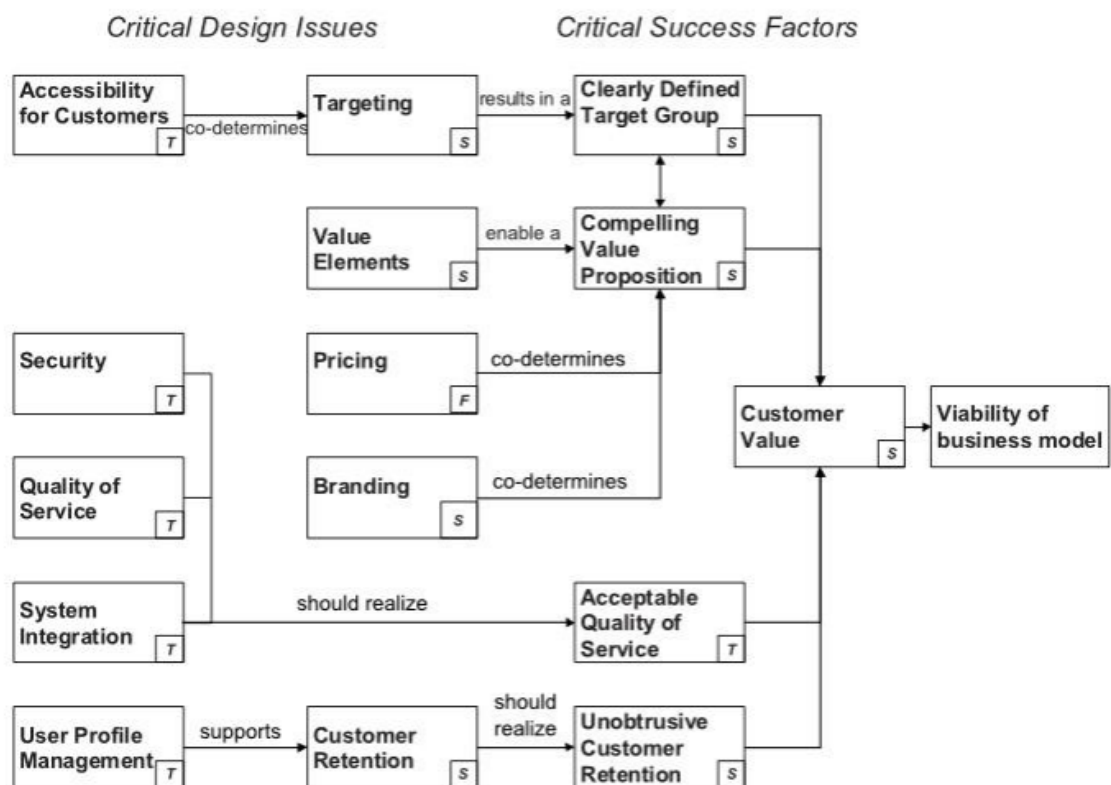 Critical Design Issues
Critical Success Factors
Accessibility
for Customers
T
co-determines
Targeting
S
results in a
Clearly Defined
Target Group
S
Value
Elements
S
enable a
Compelling
Value
Proposition
S
Security
T
Pricing
F
co-determines
Customer
Value
S
Viability of
business model
Quality of
Service
T
Branding
S
co-determines
System
Integration
T
should realize
Acceptable
Quality of
Service
T
User Profile
Management
T
supports
Customer
Retention
S
should
realize
Unobtrusive
Customer
Retention
S